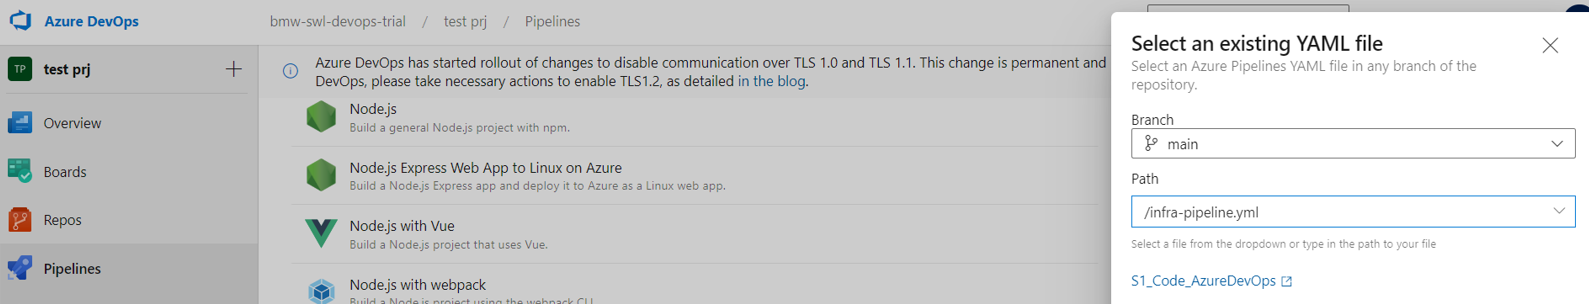 Azure DevOps
bmw-swl-devops-trial / test prj / Pipelines
TP test prj
Overview
Boards
Repos
Pipelines
Azure DevOps has started rollout of changes to disable communication over TLS 1.0 and TLS 1.1. This change is permanent and
DevOps, please take necessary actions to enable TLS1.2, as detailed in the blog.
Node.js
Build a general Node.js project with npm.
Node.js Express Web App to Linux on Azure
Build a Node.js Express app and deploy it to Azure as a Linux web app.
Node.js with Vue
Build a Node.js project that uses Vue.
Node.js with webpack
Build a Node.js project using the webpack CLI
Select an existing YAML file
Select an Azure Pipelines YAML file in any branch of the
repository.
Branch
main
Path
/infra-pipeline.yml
Select a file from the dropdown or type in the path to your file
S1_Code_AzureDevOps